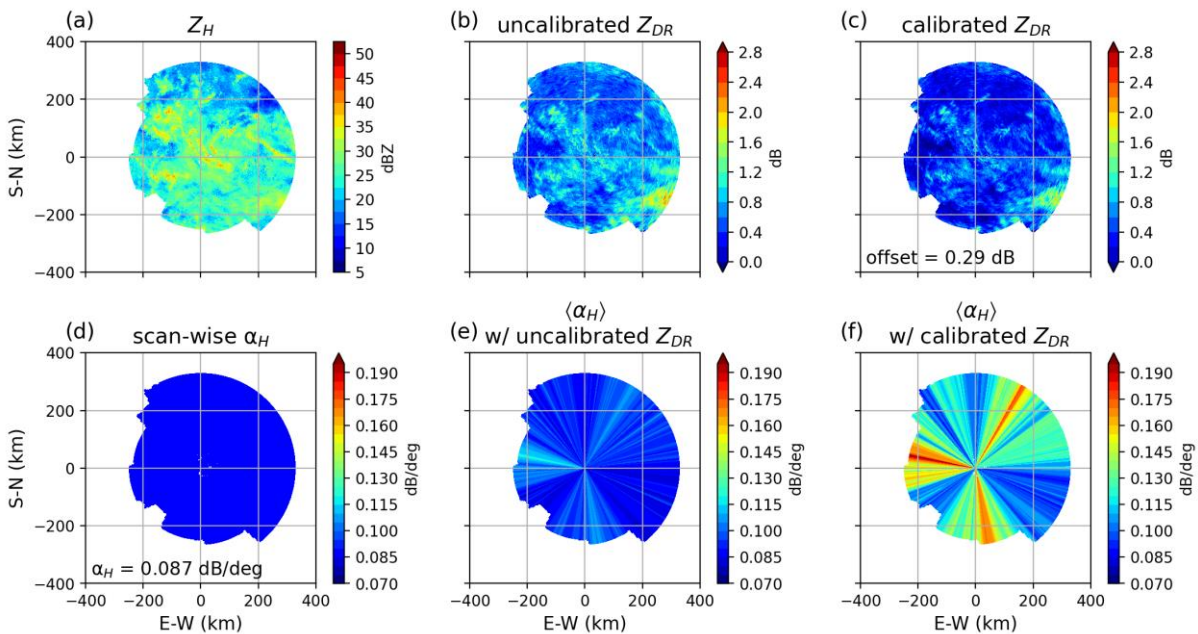 (a)
Z_H
(b)
uncalibrated Z_DR
(c)
calibrated Z_DR
400
200
0
−200
−400
S-N (km)
50
45
40
35
30
25
20
15
10
5
dBZ
2.8
2.4
2.0
1.6
1.2
0.8
0.4
0.0
dB
offset = 0.29 dB
2.8
2.4
2.0
1.6
1.2
0.8
0.4
0.0
dB
(d)
scan-wise α_H
(e)
⟨α_H⟩
w/ uncalibrated Z_DR
(f)
⟨α_H⟩
w/ calibrated Z_DR
400
200
0
−200
−400
S-N (km)
α_H = 0.087 dB/deg
−400 −200 0 200 400
E-W (km)
0.190
0.175
0.160
0.145
0.130
0.115
0.100
0.085
0.070
dB/deg
−400 −200 0 200 400
E-W (km)
0.190
0.175
0.160
0.145
0.130
0.115
0.100
0.085
0.070
dB/deg
−400 −200 0 200 400
E-W (km)
0.190
0.175
0.160
0.145
0.130
0.115
0.100
0.085
0.070
dB/deg